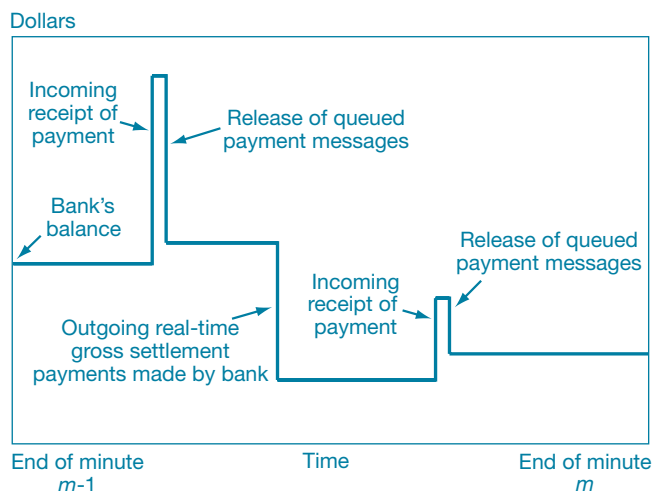 Dollars
Incoming
receipt of
payment
Release of queued
payment messages
Bank's
balance
Release of queued
payment messages
Incoming
receipt of
payment
Outgoing real-time
gross settlement
payments made by bank
End of minute
m-1
Time
End of minute
m